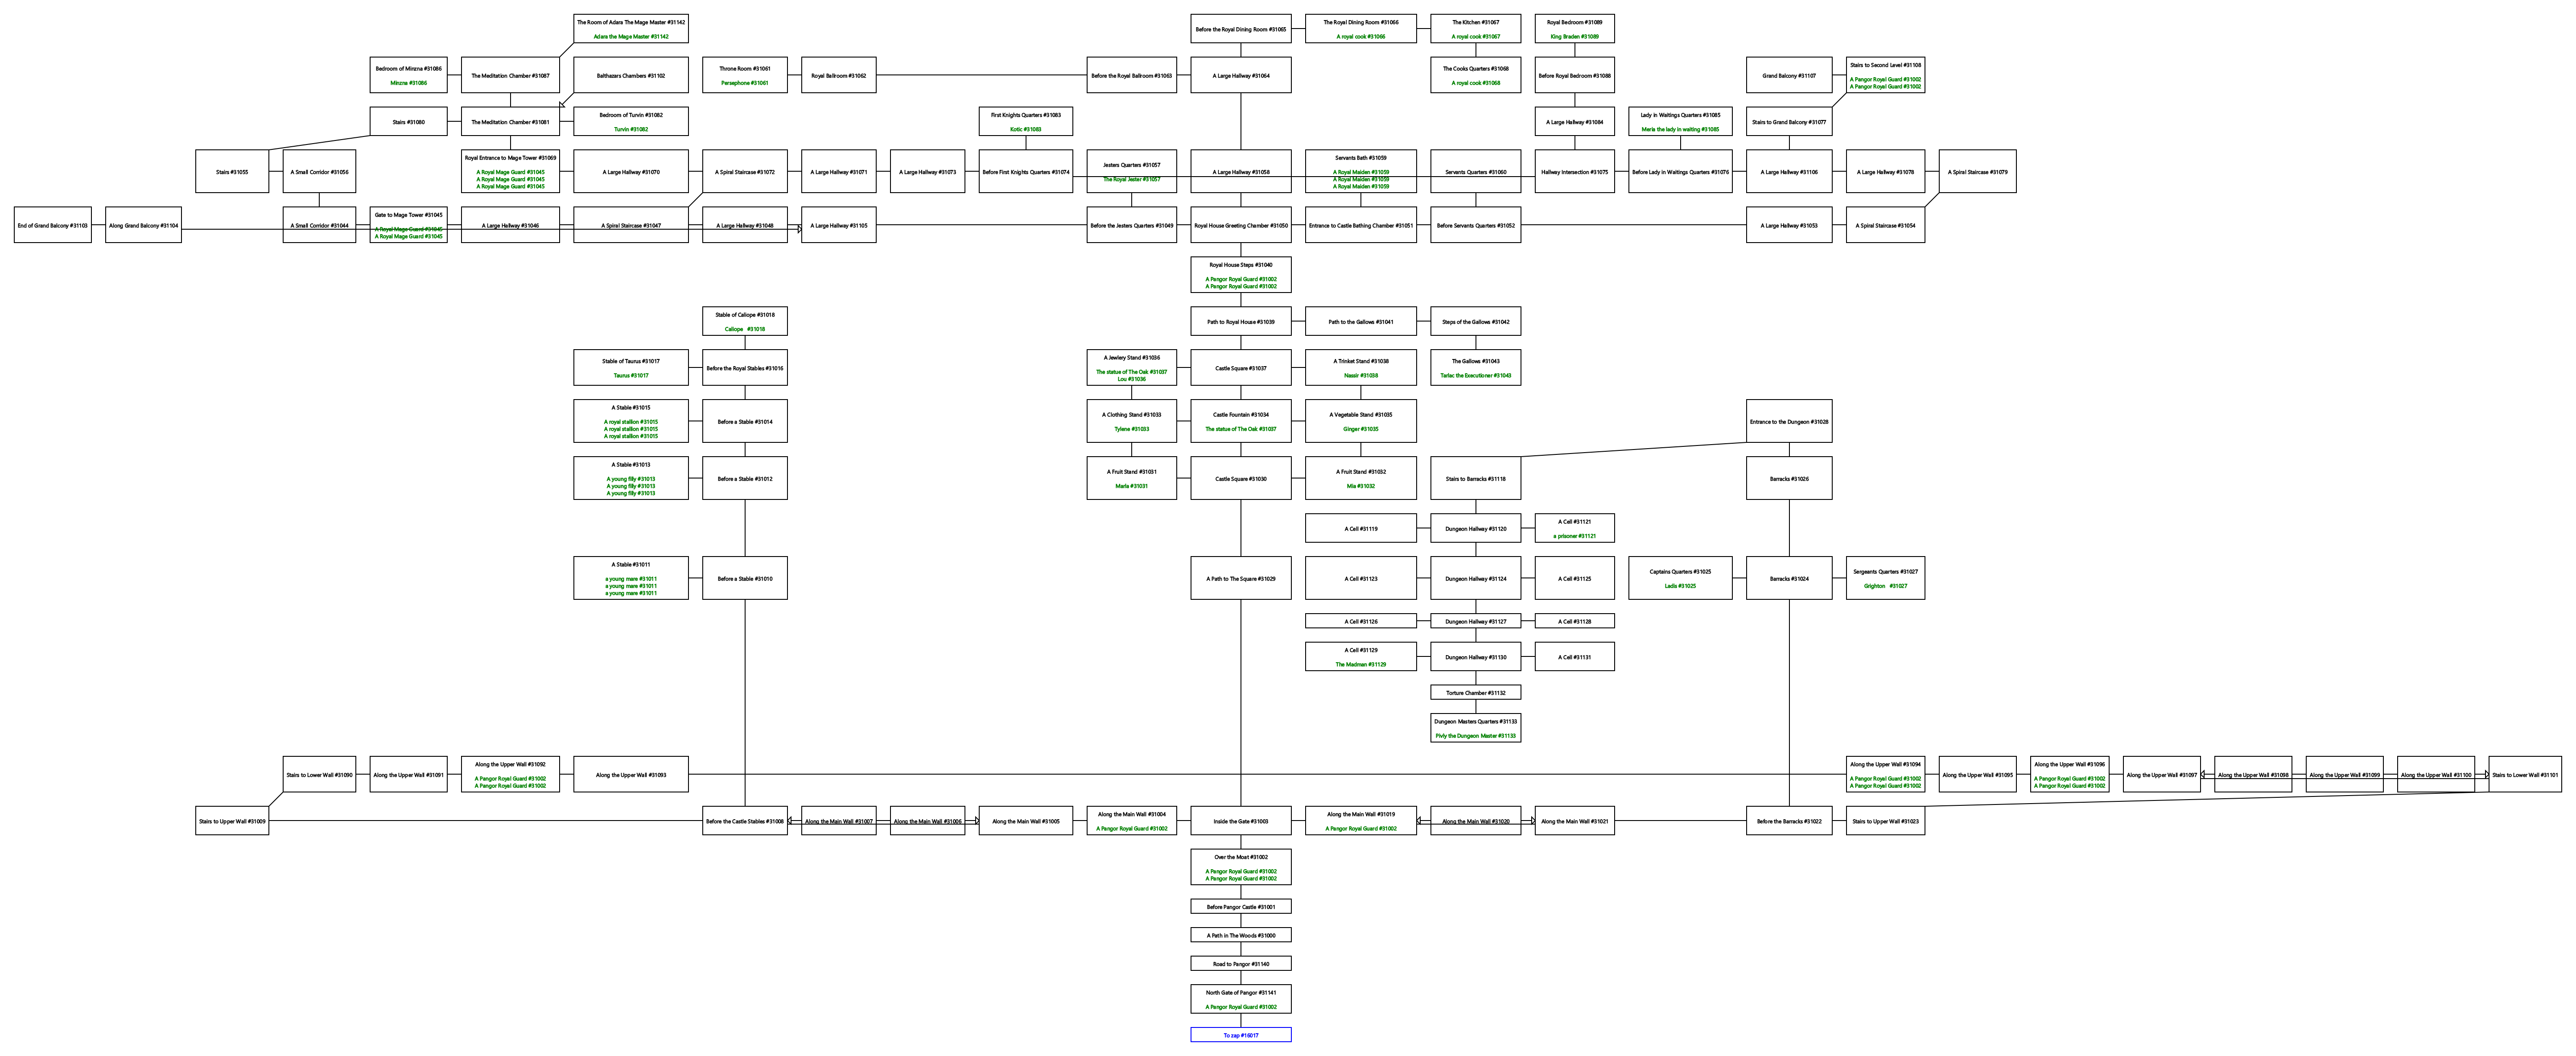 The Room of Adara The Mage Master #31142
Adara the Mage Master #31142
Before the Royal Dining Room #31065
The Royal Dining Room #31066
A royal cook #31066
The Kitchen #31067
A royal cook #31067
Royal Bedroom #31089
King Braden #31089
Bedroom of Minzna #31086
Minzna #31086
The Meditation Chamber #31087
Balthazars Chambers #31102
Throne Room #31061
Persephone #31061
Royal Ballroom #31062
Before the Royal Ballroom #31063
A Large Hallway #31064
The Cooks Quarters #31068
A royal cook #31068
Before Royal Bedroom #31088
Grand Balcony #31107
Stairs to Second Level #31108
A Pangor Royal Guard #31002
A Pangor Royal Guard #31002
Stairs #31080
The Meditation Chamber #31081
Bedroom of Turvin #31082
Turvin #31082
First Knights Quarters #31083
Kotic #31083
A Large Hallway #31084
Lady in Waitings Quarters #31085
Meria the lady in waiting #31085
Stairs to Grand Balcony #31077
Stairs #31055
A Small Corridor #31056
Royal Entrance to Mage Tower #31069
A Royal Mage Guard #31045
A Royal Mage Guard #31045
A Royal Mage Guard #31045
A Large Hallway #31070
A Spiral Staircase #31072
A Large Hallway #31071
A Large Hallway #31073
Before First Knights Quarters #31074
Jesters Quarters #31057
The Royal Jester #31057
A Large Hallway #31058
Servants Bath #31059
A Royal Maiden #31059
A Royal Maiden #31059
A Royal Maiden #31059
Servants Quarters #31060
Hallway Intersection #31075
Before Lady in Waitings Quarters #31076
A Large Hallway #31106
A Large Hallway #31078
A Spiral Staircase #31079
End of Grand Balcony #31103
Along Grand Balcony #31104
A Small Corridor #31044
Gate to Mage Tower #31045
A Royal Mage Guard #31045
A Royal Mage Guard #31045
A Large Hallway #31046
A Spiral Staircase #31047
A Large Hallway #31048
A Large Hallway #31105
Before the Jesters Quarters #31049
Royal House Greeting Chamber #31050
Entrance to Castle Bathing Chamber #31051
Before Servants Quarters #31052
A Large Hallway #31053
A Spiral Staircase #31054
Royal House Steps #31040
A Pangor Royal Guard #31002
A Pangor Royal Guard #31002
Stable of Caliope #31018
Caliope #31018
Path to Royal House #31039
Path to the Gallows #31041
Steps of the Gallows #31042
Stable of Taurus #31017
Taurus #31017
Before the Royal Stables #31016
A Jewlery Stand #31036
The statue of The Oak #31037
Lou #31036
Castle Square #31037
A Trinket Stand #31038
Nassir #31038
The Gallows #31043
Tarlac the Executioner #31043
A Stable #31015
A royal stallion #31015
A royal stallion #31015
A royal stallion #31015
Before a Stable #31014
A Clothing Stand #31033
Tylene #31033
Castle Fountain #31034
The statue of The Oak #31037
A Vegetable Stand #31035
Ginger #31035
Entrance to the Dungeon #31028
A Stable #31013
A young filly #31013
A young filly #31013
A young filly #31013
Before a Stable #31012
A Fruit Stand #31031
Marla #31031
Castle Square #31030
A Fruit Stand #31032
Mia #31032
Stairs to Barracks #31118
Barracks #31026
A Cell #31119
Dungeon Hallway #31120
A Cell #31121
a prisoner #31121
A Stable #31011
a young mare #31011
a young mare #31011
a young mare #31011
Before a Stable #31010
A Path to The Square #31029
A Cell #31123
Dungeon Hallway #31124
A Cell #31125
Captains Quarters #31025
Ladis #31025
Barracks #31024
Sergeants Quarters #31027
Grighton #31027
A Cell #31126
Dungeon Hallway #31127
A Cell #31128
A Cell #31129
The Madman #31129
Dungeon Hallway #31130
A Cell #31131
Torture Chamber #31132
Dungeon Masters Quarters #31133
Pivly the Dungeon Master #31133
Stairs to Lower Wall #31090
Along the Upper Wall #31091
Along the Upper Wall #31092
A Pangor Royal Guard #31002
A Pangor Royal Guard #31002
Along the Upper Wall #31093
Along the Upper Wall #31094
A Pangor Royal Guard #31002
A Pangor Royal Guard #31002
Along the Upper Wall #31095
Along the Upper Wall #31096
A Pangor Royal Guard #31002
A Pangor Royal Guard #31002
Along the Upper Wall #31097
Along the Upper Wall #31098
Along the Upper Wall #31099
Along the Upper Wall #31100
Stairs to Lower Wall #31101
Stairs to Upper Wall #31009
Before the Castle Stables #31008
Along the Main Wall #31007
Along the Main Wall #31006
Along the Main Wall #31005
Along the Main Wall #31004
A Pangor Royal Guard #31002
Inside the Gate #31003
Along the Main Wall #31019
A Pangor Royal Guard #31002
Along the Main Wall #31020
Along the Main Wall #31021
Before the Barracks #31022
Stairs to Upper Wall #31023
Over the Moat #31002
A Pangor Royal Guard #31002
A Pangor Royal Guard #31002
Before Pangor Castle #31001
A Path in The Woods #31000
Road to Pangor #31140
North Gate of Pangor #31141
A Pangor Royal Guard #31002
To zap #16017